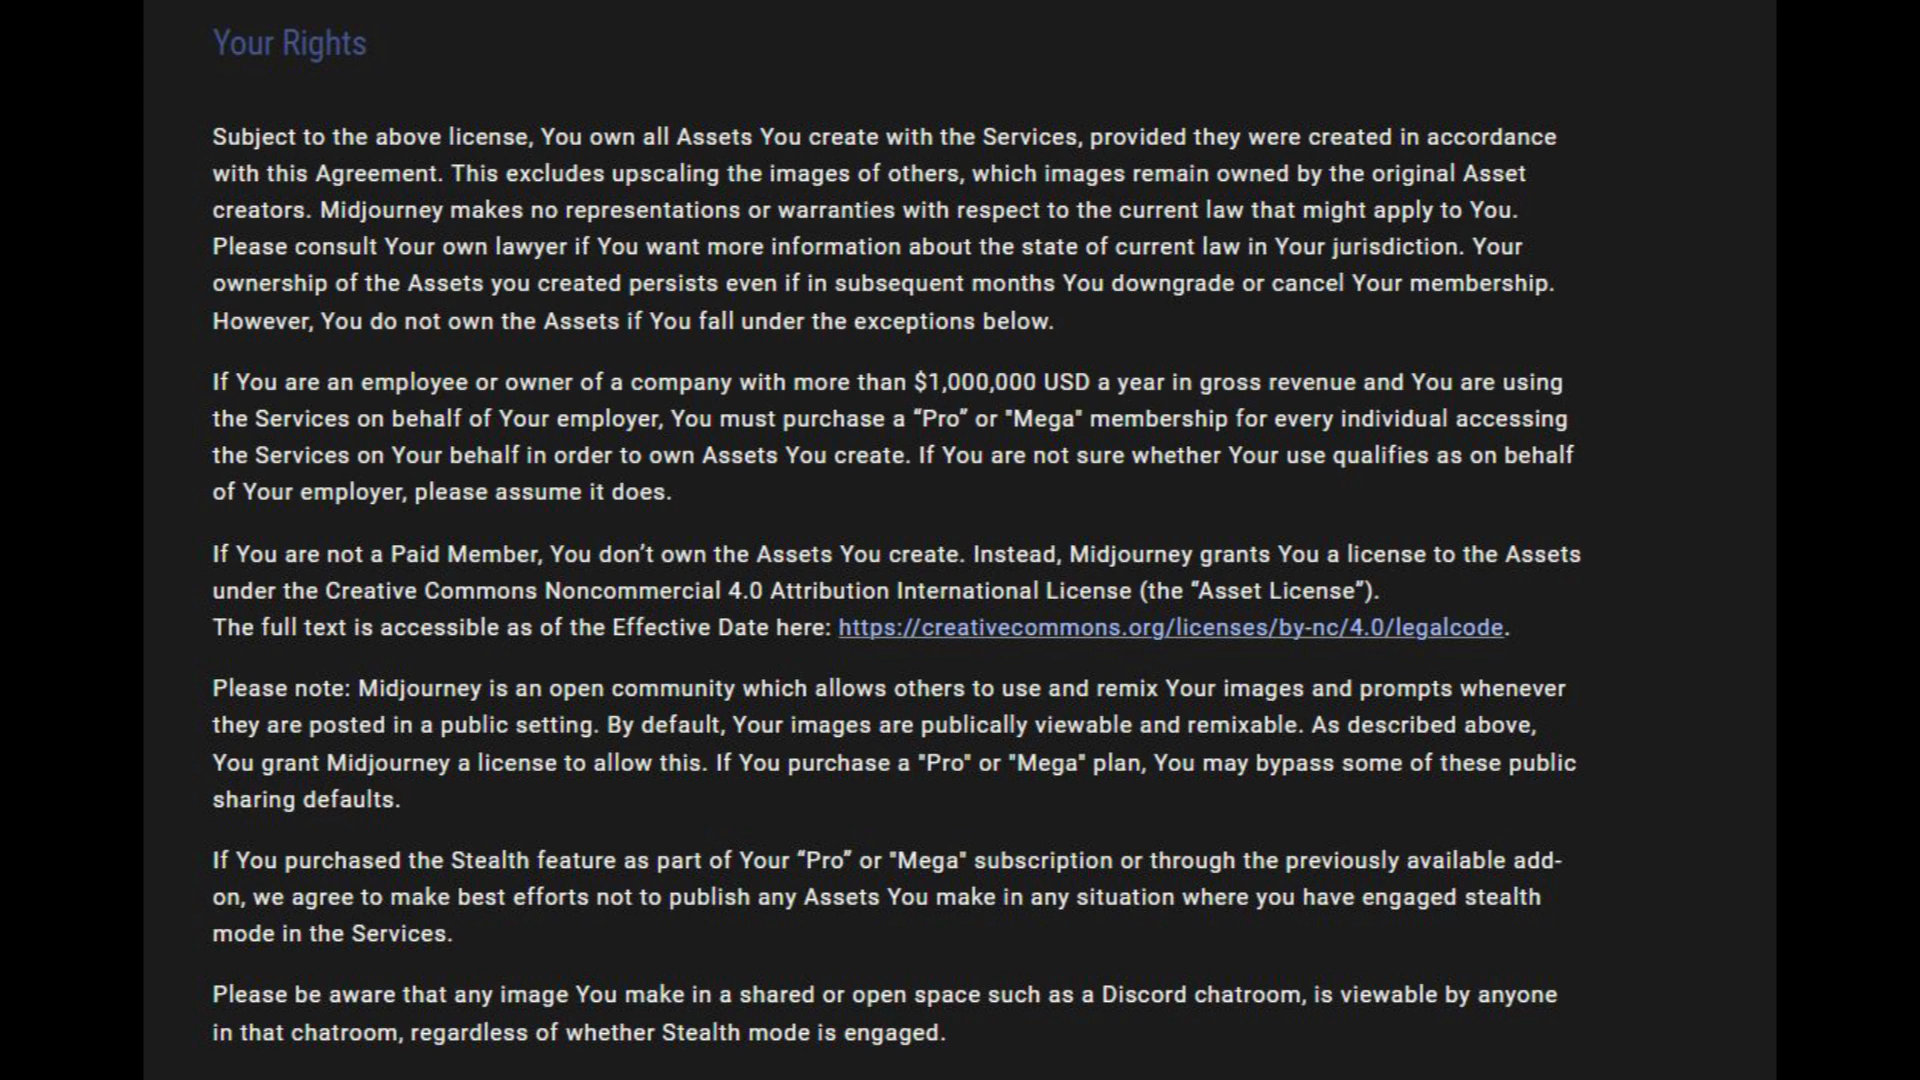 Your Rights
Subject to the above license, You own all Assets You create with the Services, provided they were created in accordance
with this Agreement. This excludes upscaling the images of others, which images remain owned by the original Asset
creators. Midjourney makes no representations or warranties with respect to the current law that might apply to You.
Please consult Your own lawyer if You want more information about the state of current law in Your jurisdiction. Your
ownership of the Assets you created persists even if in subsequent months You downgrade or cancel Your membership.
However, You do not own the Assets if You fall under the exceptions below.
If You are an employee or owner of a company with more than $1,000,000 USD a year in gross revenue and You are using
the Services on behalf of Your employer, You must purchase a “Pro” or "Mega" membership for every individual accessing
the Services on Your behalf in order to own Assets You create. If You are not sure whether Your use qualifies as on behalf
of Your employer, please assume it does.
If You are not a Paid Member, You don’t own the Assets You create. Instead, Midjourney grants You a license to the Assets
under the Creative Commons Noncommercial 4.0 Attribution International License (the “Asset License”).
The full text is accessible as of the Effective Date here: https://creativecommons.org/licenses/by-nc/4.0/legalcode.
Please note: Midjourney is an open community which allows others to use and remix Your images and prompts whenever
they are posted in a public setting. By default, Your images are publically viewable and remixable. As described above,
You grant Midjourney a license to allow this. If You purchase a "Pro" or "Mega" plan, You may bypass some of these public
sharing defaults.
If You purchased the Stealth feature as part of Your “Pro” or "Mega" subscription or through the previously available add-
on, we agree to make best efforts not to publish any Assets You make in any situation where you have engaged stealth
mode in the Services.
Please be aware that any image You make in a shared or open space such as a Discord chatroom, is viewable by anyone
in that chatroom, regardless of whether Stealth mode is engaged.